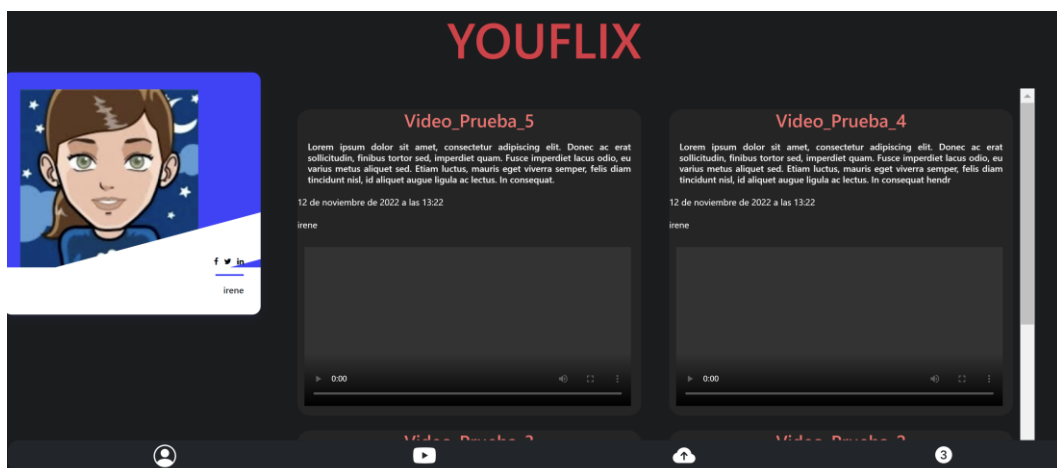 YOUFLIX
f in
irene
Video_Prueba_5
Lorem ipsum dolor sit amet, consectetur adipiscing elit. Donec ac erat
sollicitudin, finibus tortor sed, imperdiet quam. Fusce imperdiet lacus odio, eu
varius metus aliquet sed. Etiam luctus, mauris eget viverra semper, felis diam
tincidunt nisl, id aliquet augue ligula ac lectus. In consequat.
12 de noviembre de 2022 a las 13:22
irene
0:00
Video_Prueba_4
Lorem ipsum dolor sit amet, consectetur adipiscing elit. Donec ac erat
sollicitudin, finibus tortor sed, imperdiet quam. Fusce imperdiet lacus odio, eu
varius metus aliquet sed. Etiam luctus, mauris eget viverra semper, felis diam
tincidunt nisl, id aliquet augue ligula ac lectus. In consequat hendr
12 de noviembre de 2022 a las 13:22
irene
0:00
3